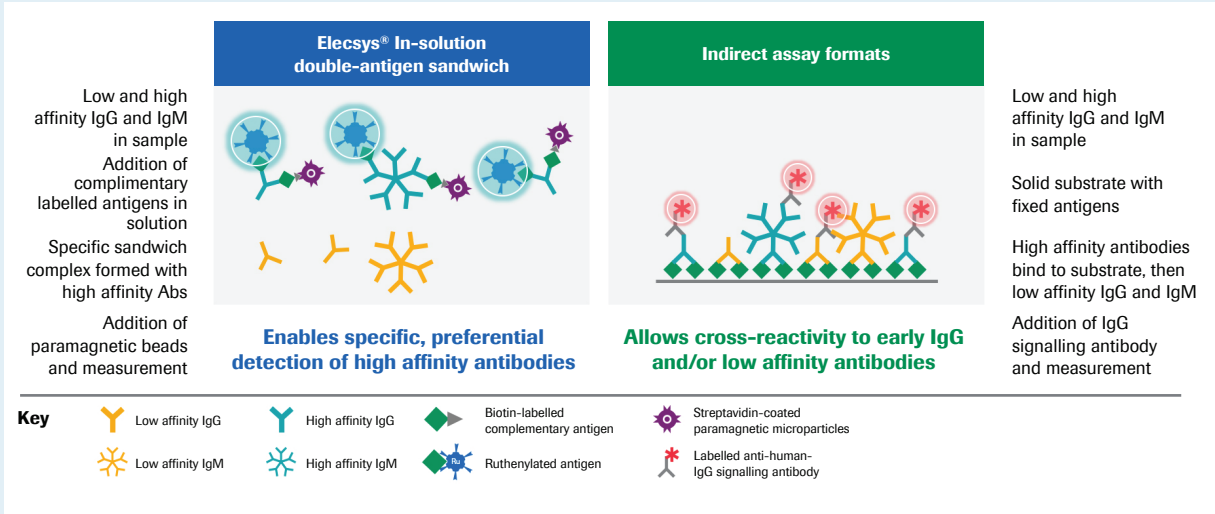 Elecsys® In-solution
double-antigen sandwich
Indirect assay formats
Low and high
affinity IgG and IgM
in sample
Addition of
complimentary
labelled antigens in
solution
Specific sandwich
complex formed with
high affinity Abs
Addition of
paramagnetic beads
and measurement
Low and high
affinity IgG and IgM
in sample
Solid substrate with
fixed antigens
High affinity antibodies
bind to substrate, then
low affinity IgG and IgM
Addition of IgG
signalling antibody
and measurement
Enables specific, preferential
detection of high affinity antibodies
Allows cross-reactivity to early IgG
and/or low affinity antibodies
Key
Low affinity IgG
High affinity IgG
Biotin-labelled
complementary antigen
Streptavidin-coated
paramagnetic microparticles
Low affinity IgM
High affinity IgM
Ru
Ruthenylated antigen
Labelled anti-human-
IgG signalling antibody